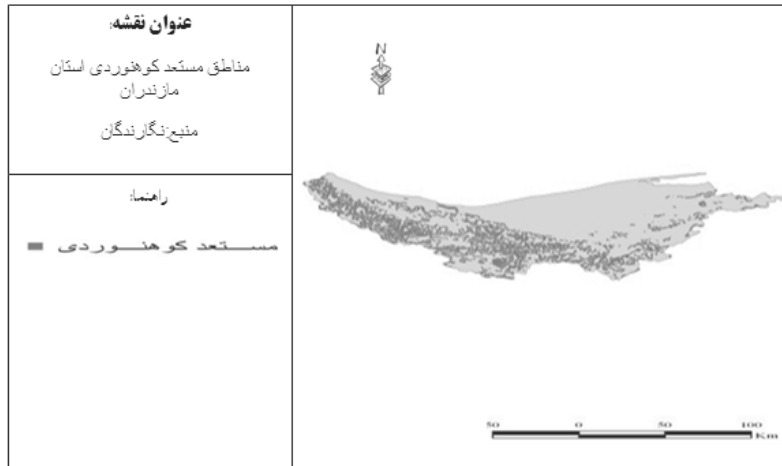 عنوان نقشه:
مناطق مستعد کوهنوردی استان
مازندران
منبع:نگارندگان
راهنما:
مستعد کوهنوردی
N
50 0 50 100
Km